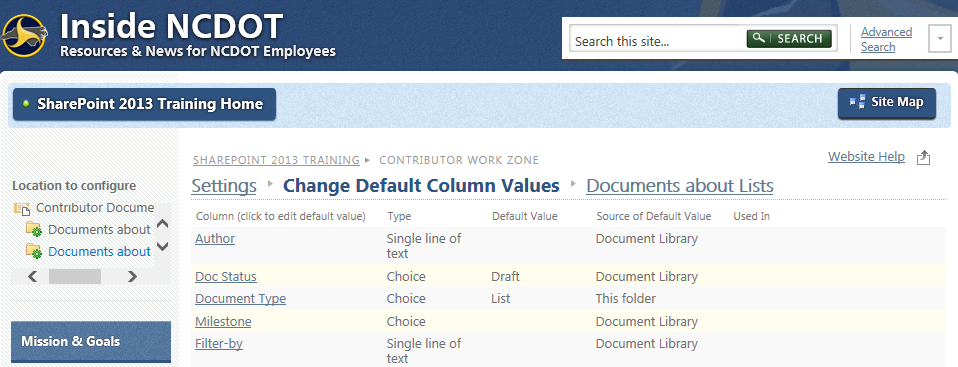 Inside NCDOT
Resources & News for NCDOT Employees
Search this site...
SEARCH
Advanced
Search
SharePoint 2013 Training Home
Site Map
SHAREPOINT 2013 TRAINING ▸ CONTRIBUTOR WORK ZONE
Website Help
Settings ▸ Change Default Column Values ▸ Documents about Lists
Location to configure
Contributor Docume
Documents about
Documents about
Mission & Goals
Column (click to edit default value) Type Default Value Source of Default Value Used In
Author Single line of Document Library
text
Doc Status Choice Draft Document Library
Document Type Choice List This folder
Milestone Choice Document Library
Filter-by Single line of Document Library
text